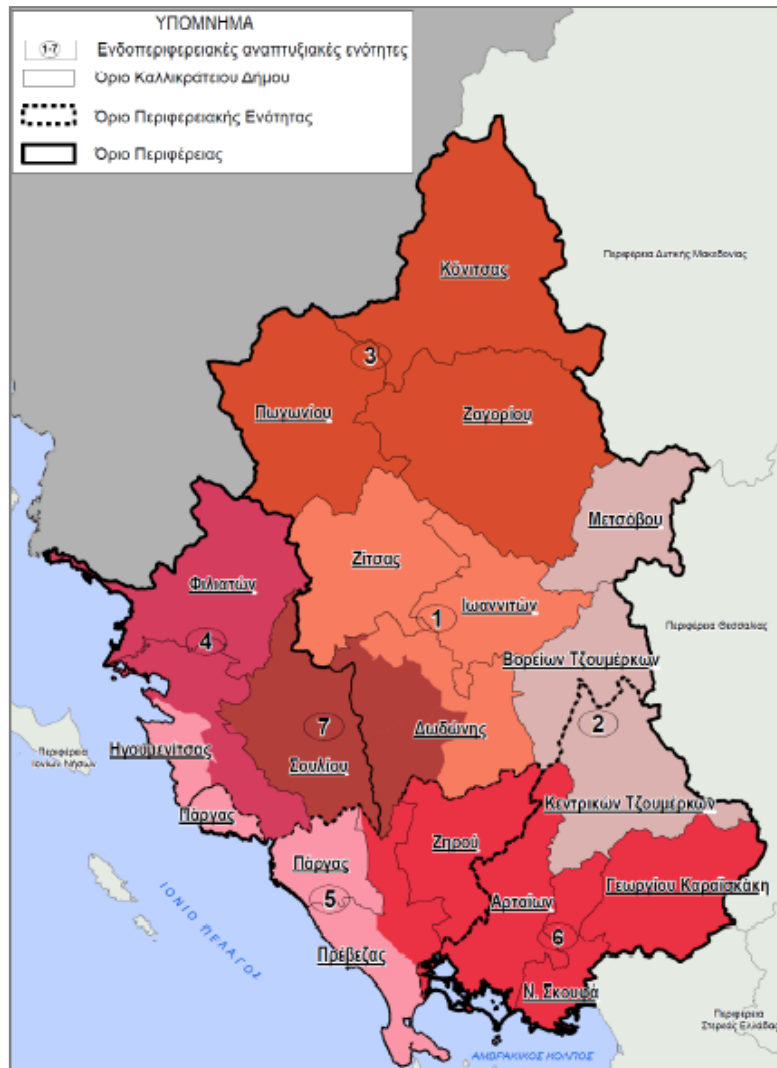 ΥΠΟΜΝΗΜΑ
1-7 Ενδοπεριφερειακές αναπτυξιακές ενότητες
Όριο Καλλικράτειου Δήμου
Όριο Περιφερειακής Ενότητας
Όριο Περιφέρειας
Κόνιτσας
Περιφέρεια Δυτικής Μακεδονίας
3
Πωγωνίου
Ζαγορίου
Μετσόβου
Ζίτσας
Φιλιατών
Ιωαννιτών
1
Περιφέρεια Θεσσαλίας
4
Βορείων Τζουμέρκων
7
2
Δωδώνης
Ηγουμενίτσας
Περιφέρεια
Ιονίων Νήσων
Σουλίου
Κεντρικών Τζουμέρκων
Πάργας
Ζηρού
Πάργας
Γεωργίου Καραϊσκάκη
5
Αρταίων
ΙΟΝΙΟ ΠΕΛΑΓΟΣ
6
Πρέβεζας
Ν. Σκουφά
Περιφέρεια
Στερεάς Ελλάδας
ΑΜΒΡΑΚΙΚΟΣ ΚΟΛΠΟΣ